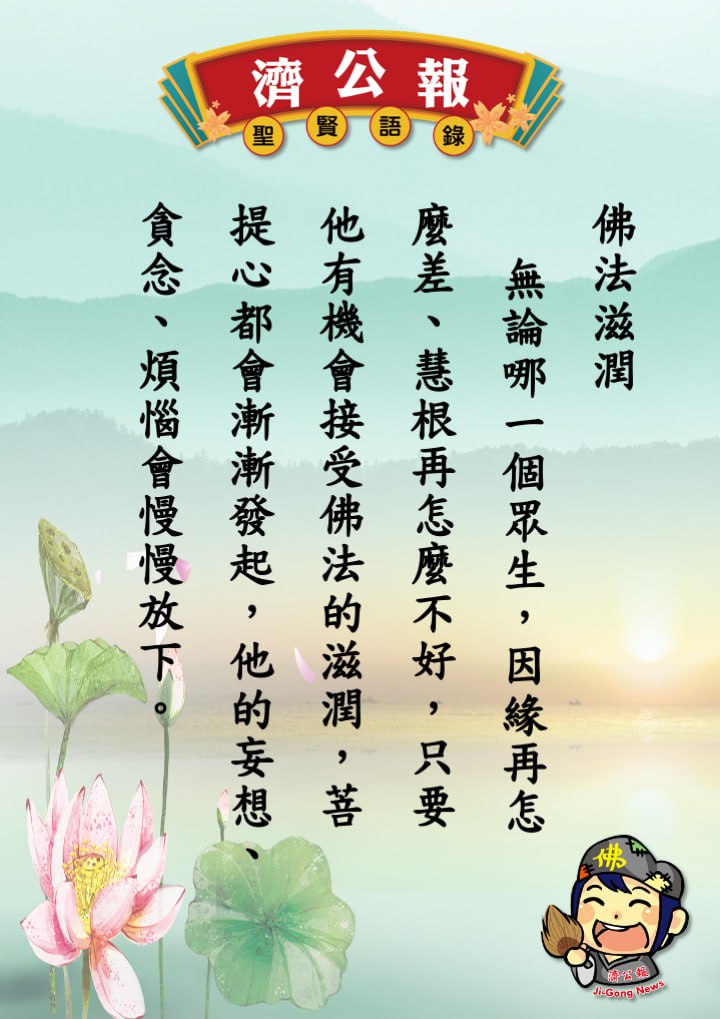 濟公報
聖賢語錄
佛法滋潤
無論哪一個眾生，因緣再怎
麼差、慧根再怎麼不好，只要
他有機會接受佛法的滋潤，菩
提心都會漸漸發起，他的妄想、
貪念、煩惱會慢慢放下。
佛
濟公報
Ji-Gong News